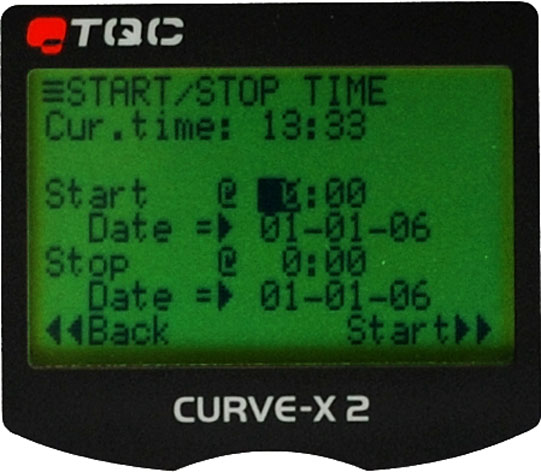 TQC
≡START/STOP TIME
Cur.time: 13:33
Start @ :00
Date =▶ 01-01-06
Stop @ 0:00
Date =▶ 01-01-06
◀◀Back Start▶▶
CURVE-X 2